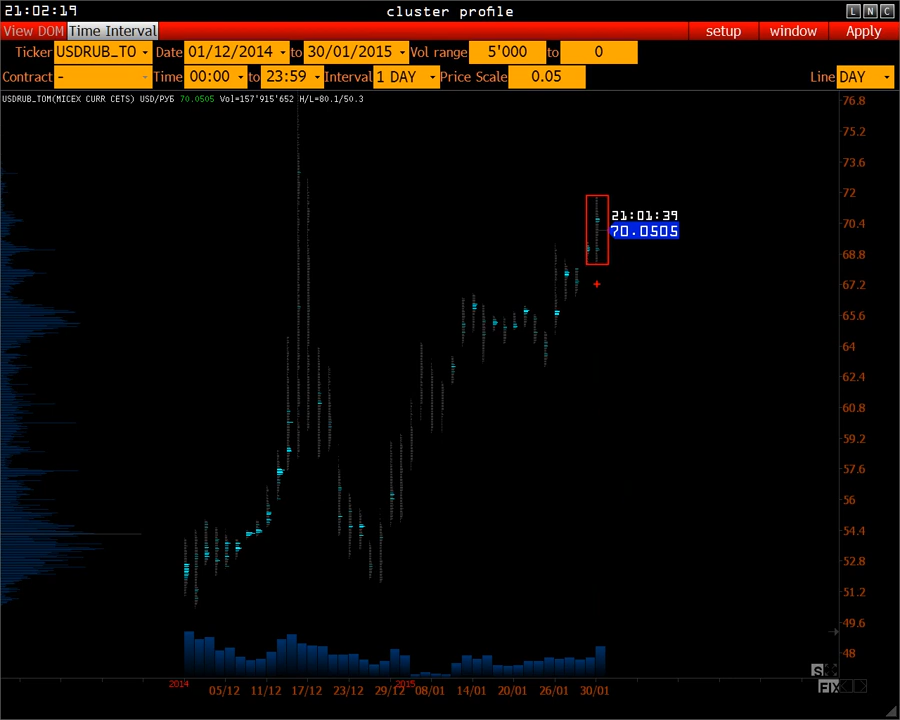 21:02:19 cluster profile L N C
View DOM Time Interval setup window Apply
Ticker USDRUB_TO Date 01/12/2014 to 30/01/2015 Vol range 5'000 to 0
Contract - Time 00:00 to 23:59 Interval 1 DAY Price Scale 0.05 Line DAY
USDRUB_TOM(MICEX CURR CETS) USD/РУБ 70.0505 Vol=157'915'652 H/L=80.1/50.3
76.8
75.2
73.6
72
21:01:39
70.4
70.0505
68.8
67.2
65.6
64
62.4
60.8
59.2
57.6
56
54.4
52.8
51.2
49.6
48
S
2014 2015 FIX
05/12 11/12 17/12 23/12 29/12 08/01 14/01 20/01 26/01 30/01